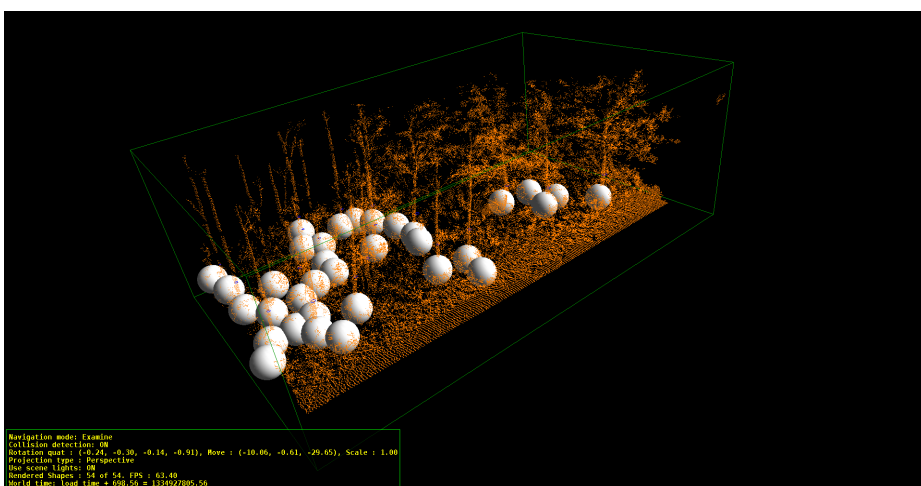 Navigation mode: Examine
Collision detection: ON
Rotation quat : (-0.24, -0.30, -0.14, -0.91), Move : (-10.06, -0.61, -29.65), Scale : 1.00
Projection type : Perspective
Use scene lights: ON
Rendered Shapes : 54 of 54. FPS : 63.40
World time: load time + 698.56 = 1334927805.56